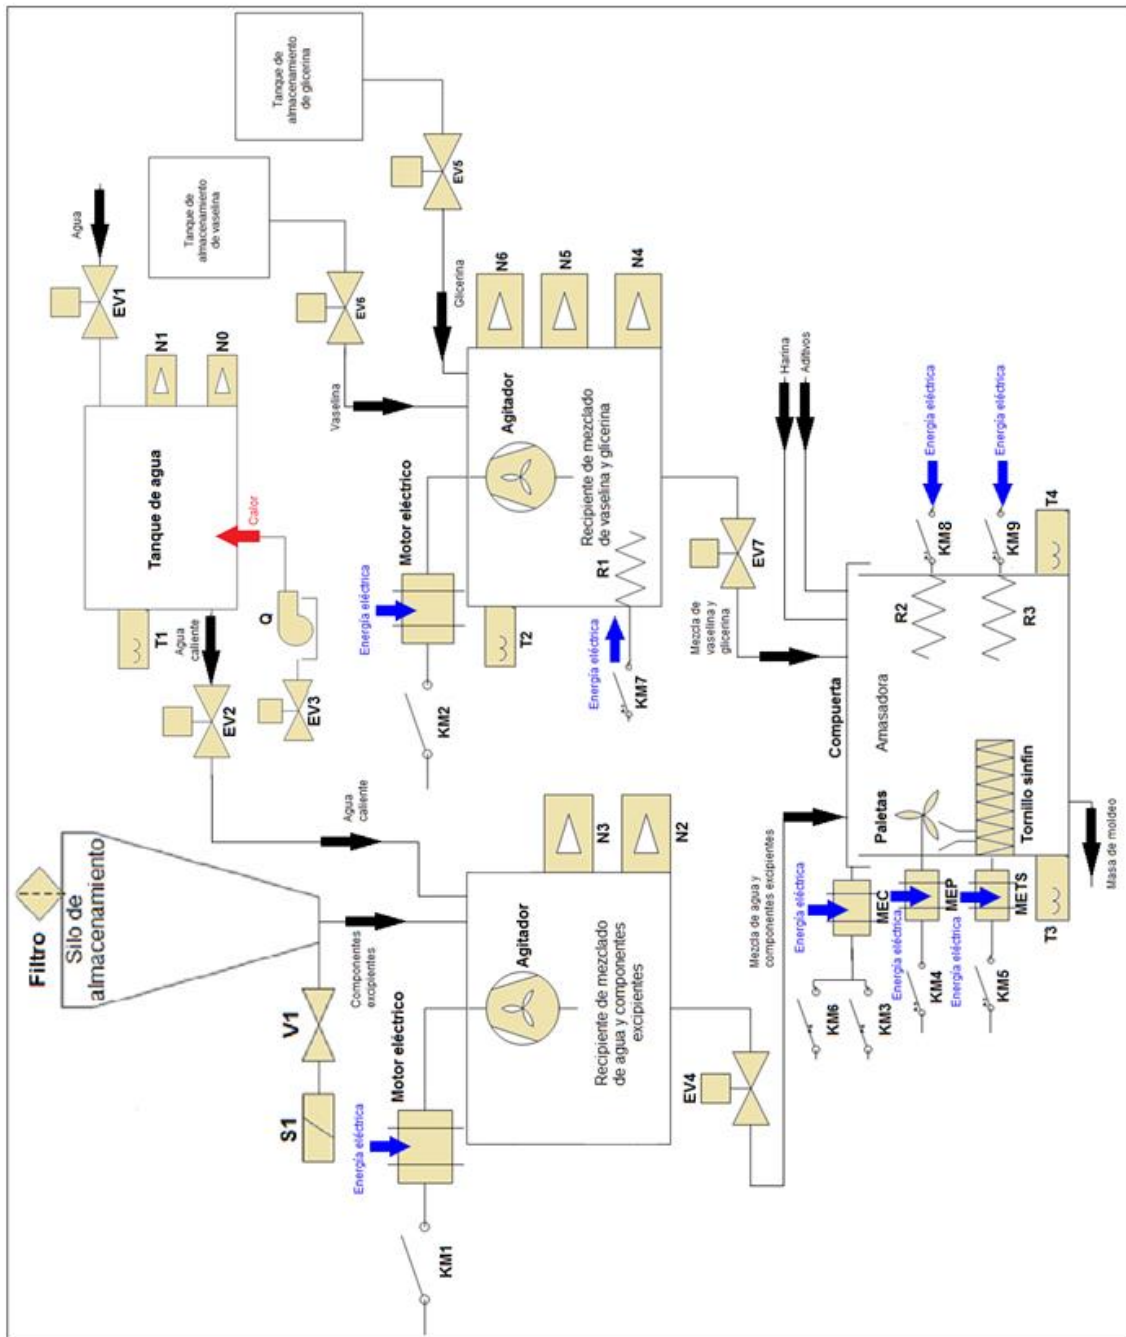 Filtro
Silo de
almacenamiento
V1
S1
Componentes
excipientes
Agua
EV1
Tanque de agua
N1
N0
T1
Agua
caliente
Calor
Q
EV2
EV3
Agua
caliente
Tanque de
almacenamiento
de vaselina
EV6
Vaselina
Tanque de
almacenamiento
de glicerina
EV5
Glicerina
Motor eléctrico
Energía eléctrica
KM1
Agitador
Recipiente de mezclado
de agua y componentes
excipientes
N3
N2
EV4
Mezcla de agua y
componentes excipientes
Motor eléctrico
Energía eléctrica
KM2
Agitador
Recipiente de mezclado
de vaselina y glicerina
N6
N5
N4
T2
R1
Energía eléctrica
KM7
EV7
Mezcla de
vaselina y
glicerina
Harina
Aditivos
Compuerta
Amasadora
Paletas
Tornillo sinfin
Energía eléctrica
MEC
KM6
KM3
Energía eléctrica
MEP
KM4
Energía eléctrica
METS
KM5
R2
KM8
Energía eléctrica
R3
KM9
Energía eléctrica
T3
T4
Masa de moldeo